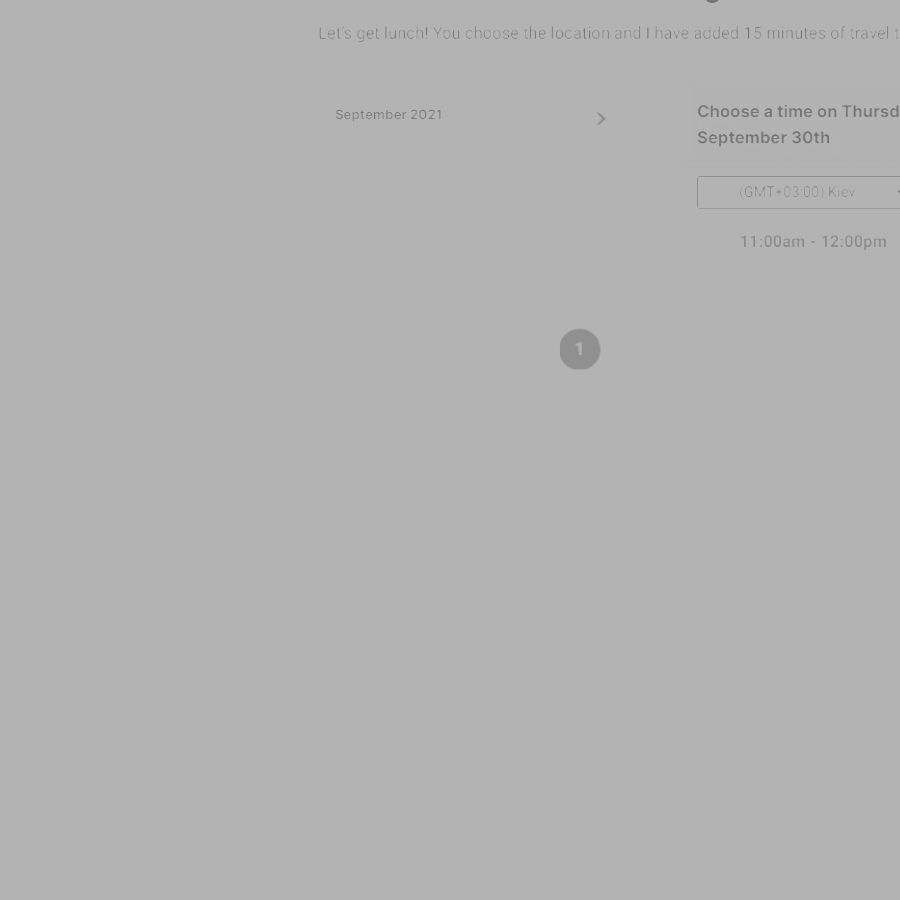 Let's get lunch! You choose the location and I have added 15 minutes of travel
September 2021
Choose a time on
September 30th
(GMT+03:00) Kiev
11:00am - 12:00pm
1